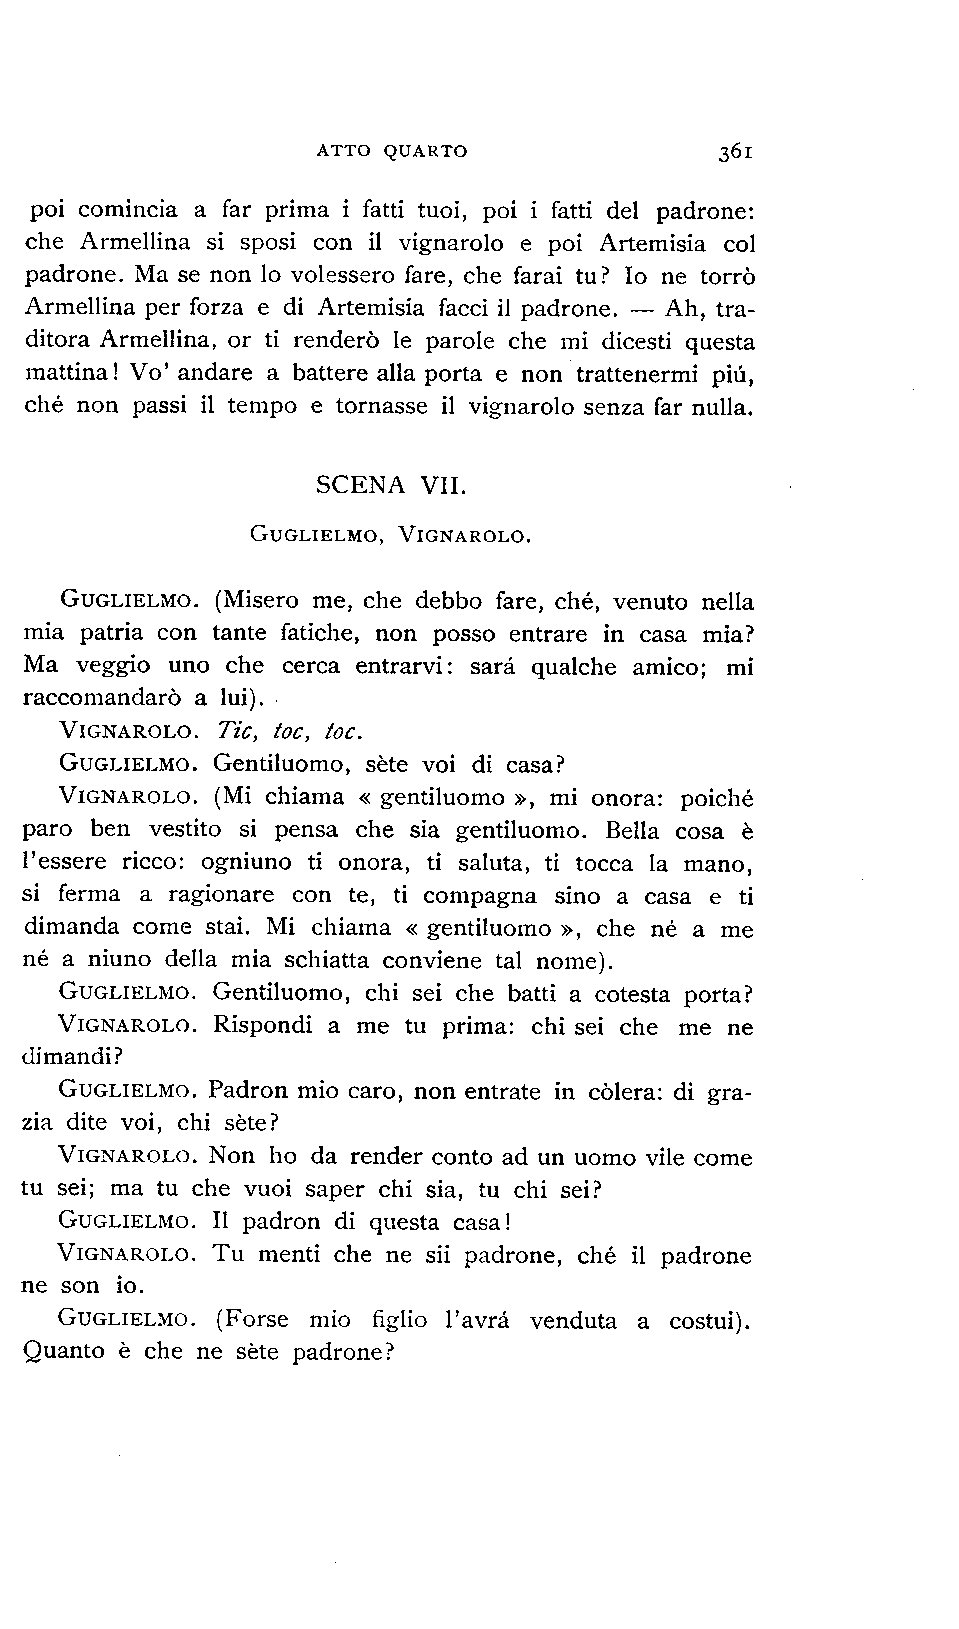 ATTO QUARTO 361
poi comincia a far prima i fatti tuoi, poi i fatti del padrone:
che Armellina si sposi con il vignarolo e poi Artemisia col
padrone. Ma se non lo volessero fare, che farai tu? Io ne torrò
Armellina per forza e di Artemisia facci il padrone. — Ah, tra-
ditora Armellina, or ti renderò le parole che mi dicesti questa
mattina! Vo' andare a battere alla porta e non trattenermi piú,
ché non passi il tempo e tornasse il vignarolo senza far nulla.
SCENA VII.
GUGLIELMO, VIGNAROLO.
GUGLIELMO. (Misero me, che debbo fare, ché, venuto nella
mia patria con tante fatiche, non posso entrare in casa mia?
Ma veggio uno che cerca entrarvi: sará qualche amico; mi
raccomandarò a lui).
VIGNAROLO. Tic, toc, toc.
GUGLIELMO. Gentiluomo, sète voi di casa?
VIGNAROLO. (Mi chiama « gentiluomo », mi onora: poiché
paro ben vestito si pensa che sia gentiluomo. Bella cosa è
l'essere ricco: ogniuno ti onora, ti saluta, ti tocca la mano,
si ferma a ragionare con te, ti compagna sino a casa e ti
dimanda come stai. Mi chiama « gentiluomo », che né a me
né a niuno della mia schiatta conviene tal nome).
GUGLIELMO. Gentiluomo, chi sei che batti a cotesta porta?
VIGNAROLO. Rispondi a me tu prima: chi sei che me ne
dimandi?
GUGLIELMO. Padron mio caro, non entrate in còlera: di gra-
zia dite voi, chi sète?
VIGNAROLO. Non ho da render conto ad un uomo vile come
tu sei; ma tu che vuoi saper chi sia, tu chi sei?
GUGLIELMO. Il padron di questa casa!
VIGNAROLO. Tu menti che ne sii padrone, ché il padrone
ne son io.
GUGLIELMO. (Forse mio figlio l'avrá venduta a costui).
Quanto è che ne sète padrone?